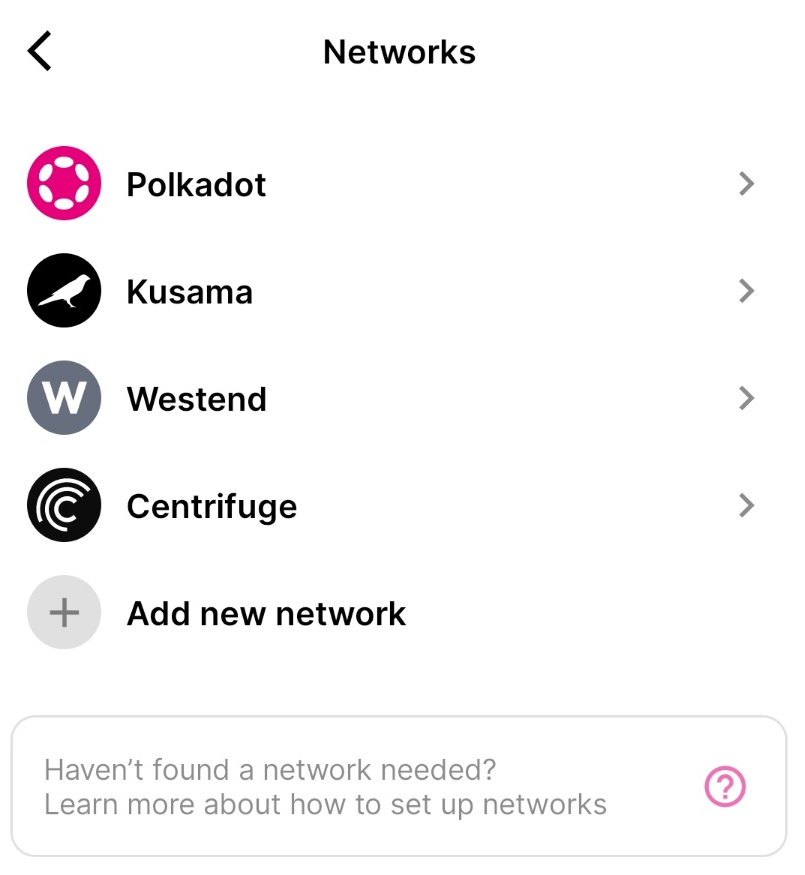 Networks
Polkadot
Kusama
W
Westend
Centrifuge
Add new network
Haven’t found a network needed?
Learn more about how to set up networks